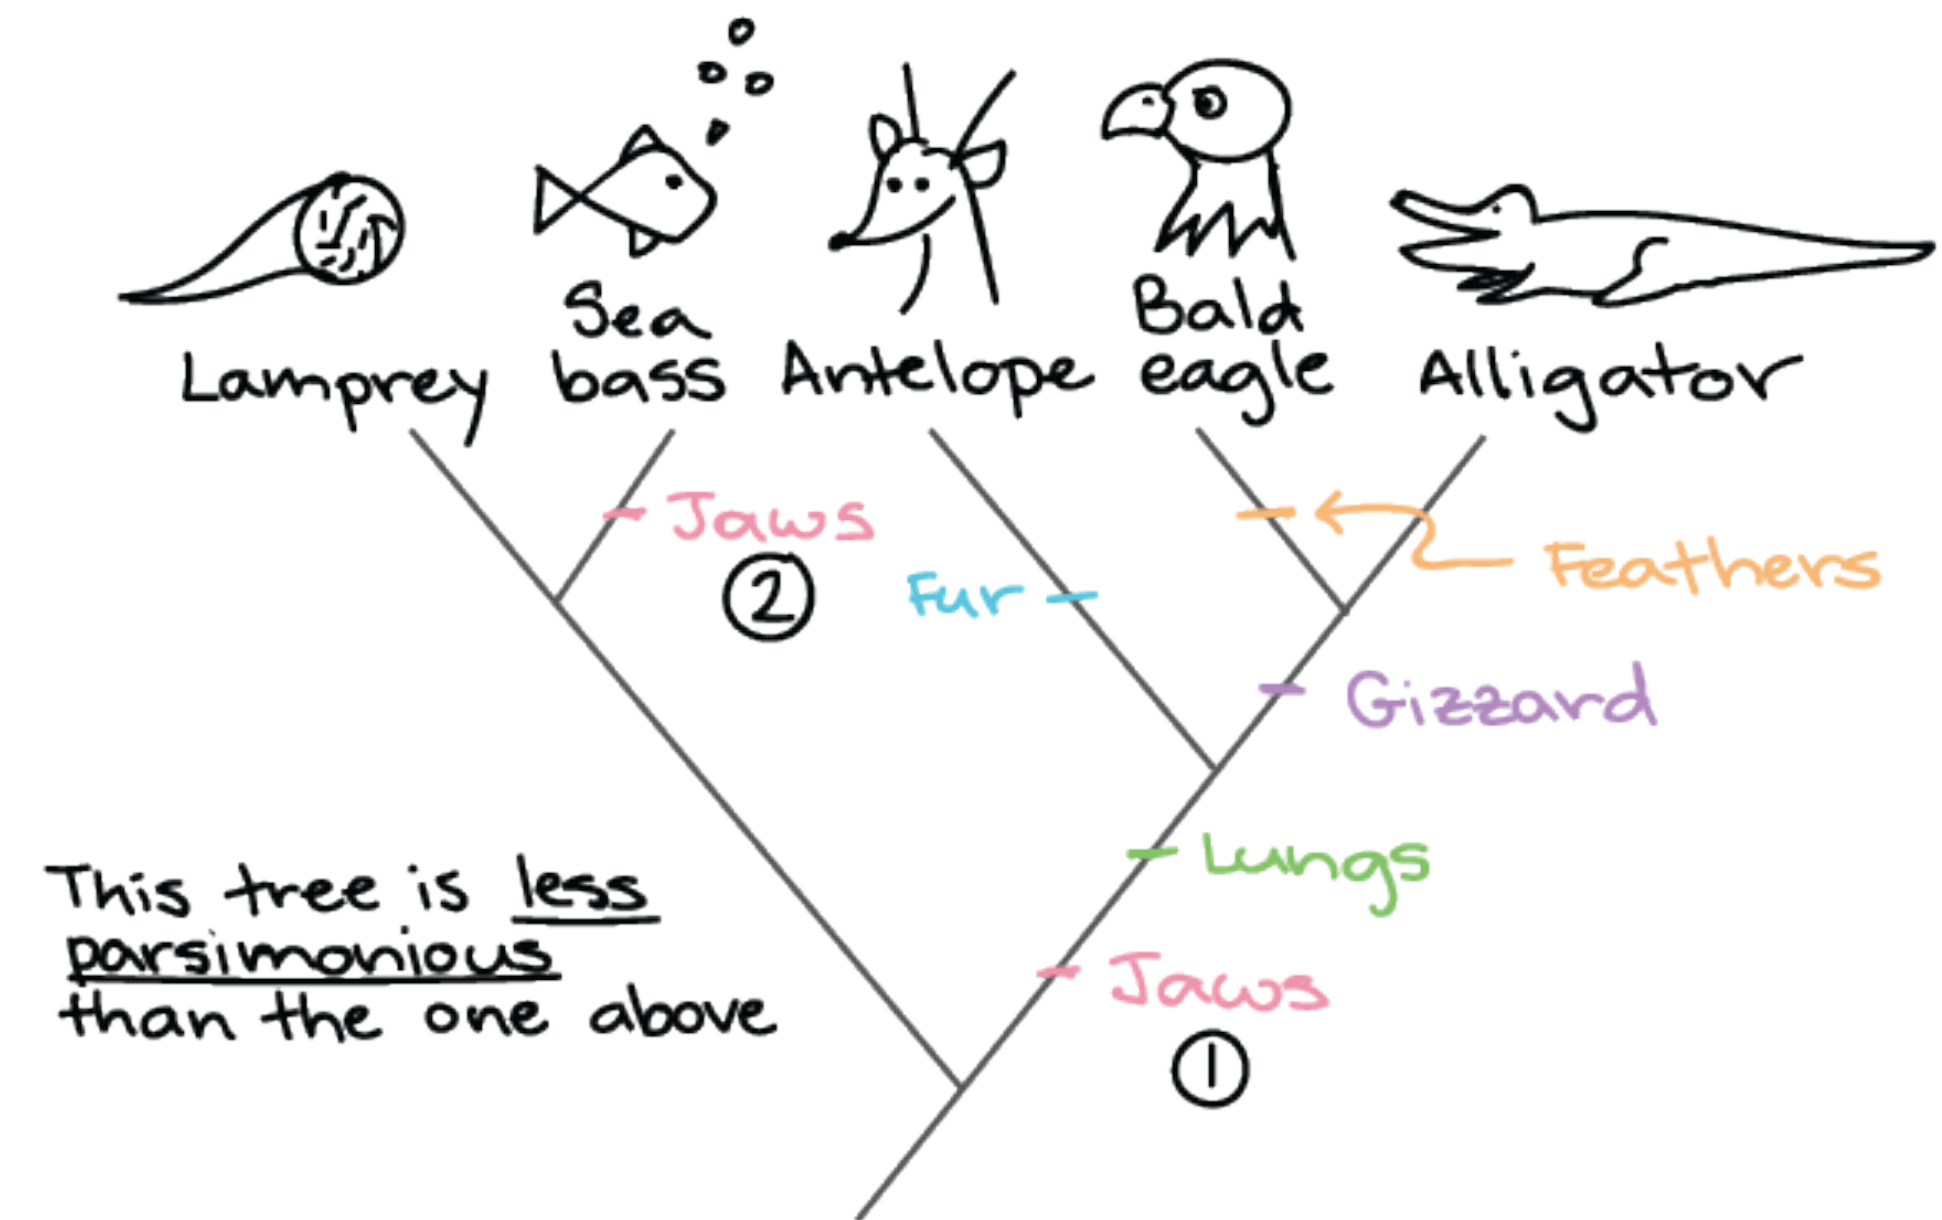 Sea
bass
Bald
eagle
Lamprey
Antelope
Alligator
Jaws
2
Fur
Feathers
Gizzard
Lungs
This tree is less
parsimonious
than the one above
Jaws
1